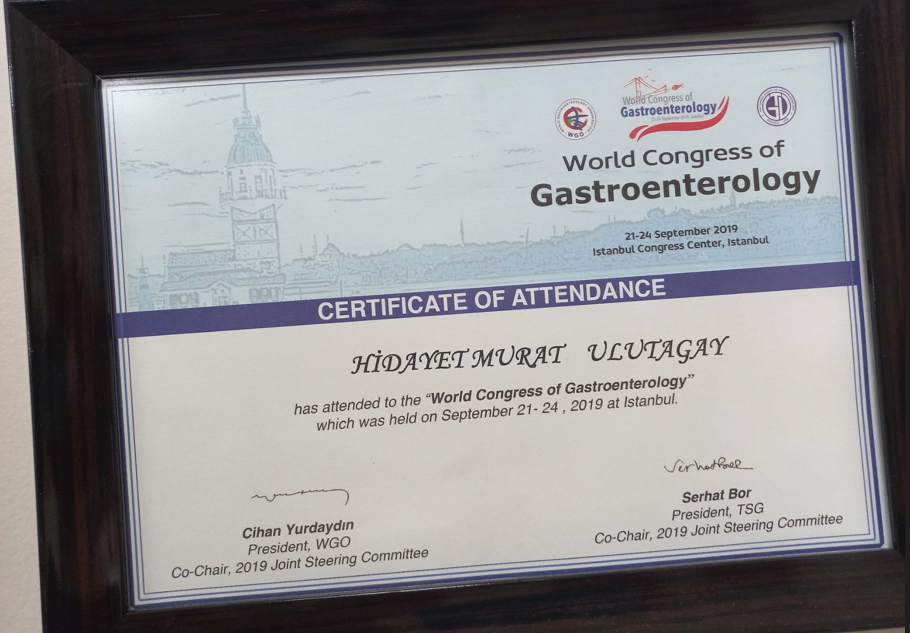 WGO
World Congress of
Gastroenterology
World Congress of
Gastroenterology
21-24 September 2019
Istanbul Congress Center, Istanbul
CERTIFICATE OF ATTENDANCE
HİDAYET MURAT ULUTAGAY
has attended to the “World Congress of Gastroenterology”
which was held on September 21- 24 , 2019 at Istanbul.
Cihan Yurdaydın
President, WGO
Co-Chair, 2019 Joint Steering Committee
Serhat Bor
President, TSG
Co-Chair, 2019 Joint Steering Committee